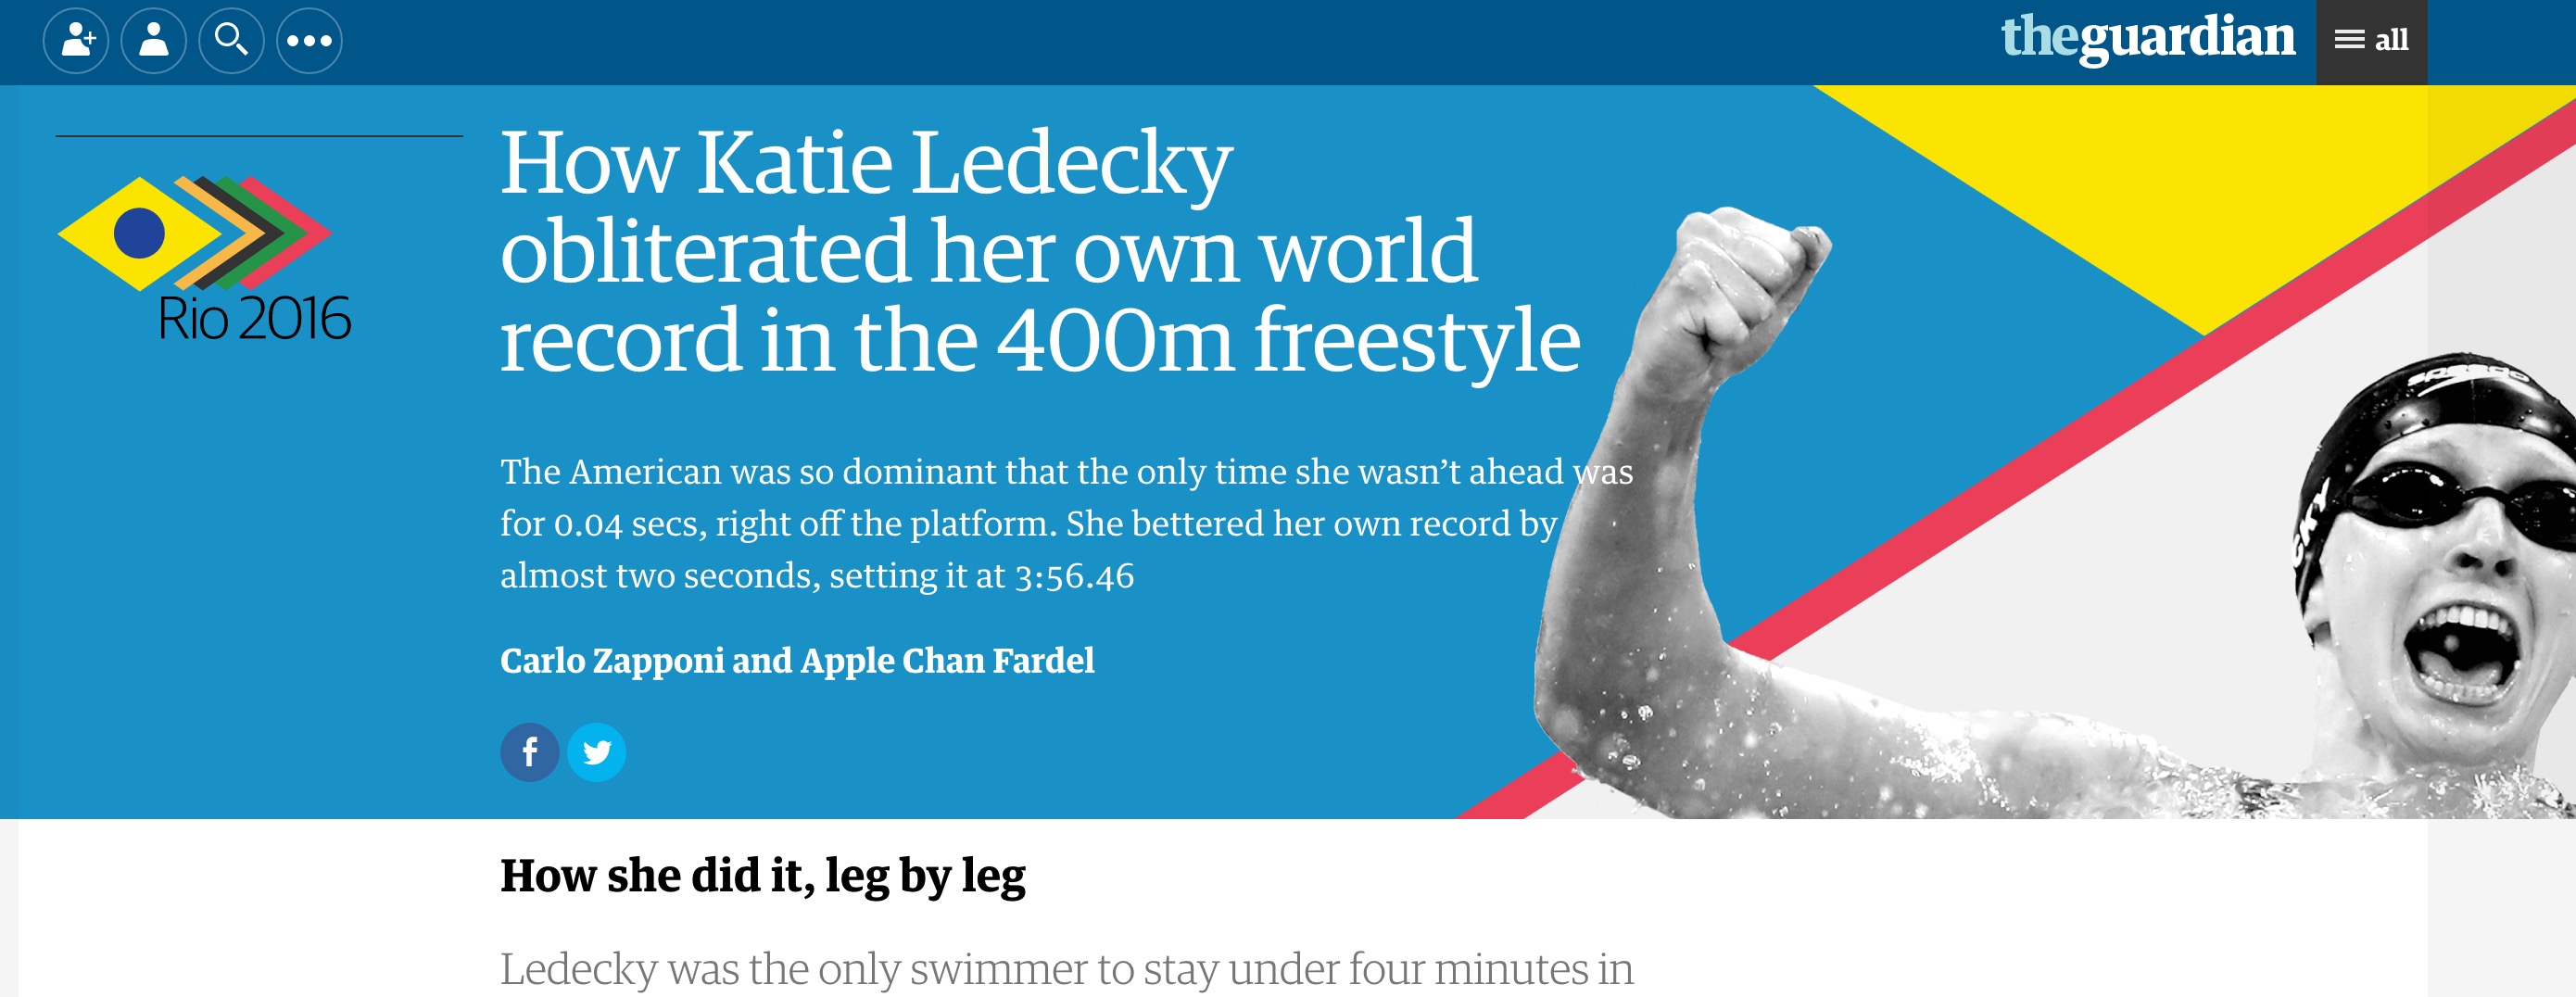 theguardian
all
Rio 2016
How Katie Ledecky
obliterated her own world
record in the 400m freestyle
The American was so dominant that the only time she wasn’t ahead was
for 0.04 secs, right off the platform. She bettered her own record by
almost two seconds, setting it at 3:56.46
Carlo Zapponi and Apple Chan Fardel
speedo
CKY
How she did it, leg by leg
Ledecky was the only swimmer to stay under four minutes in